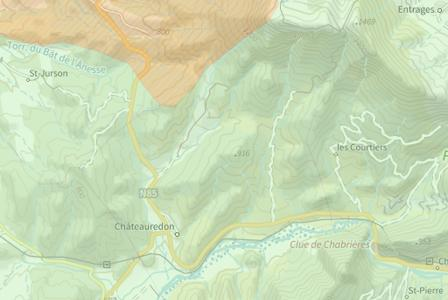 Entrages
1469
800
Torr. du Bât de l'Anesse
St-Jurson
les Courtiers
916
N85
Châteauredon
Clue de Chabrières
St-Pierre